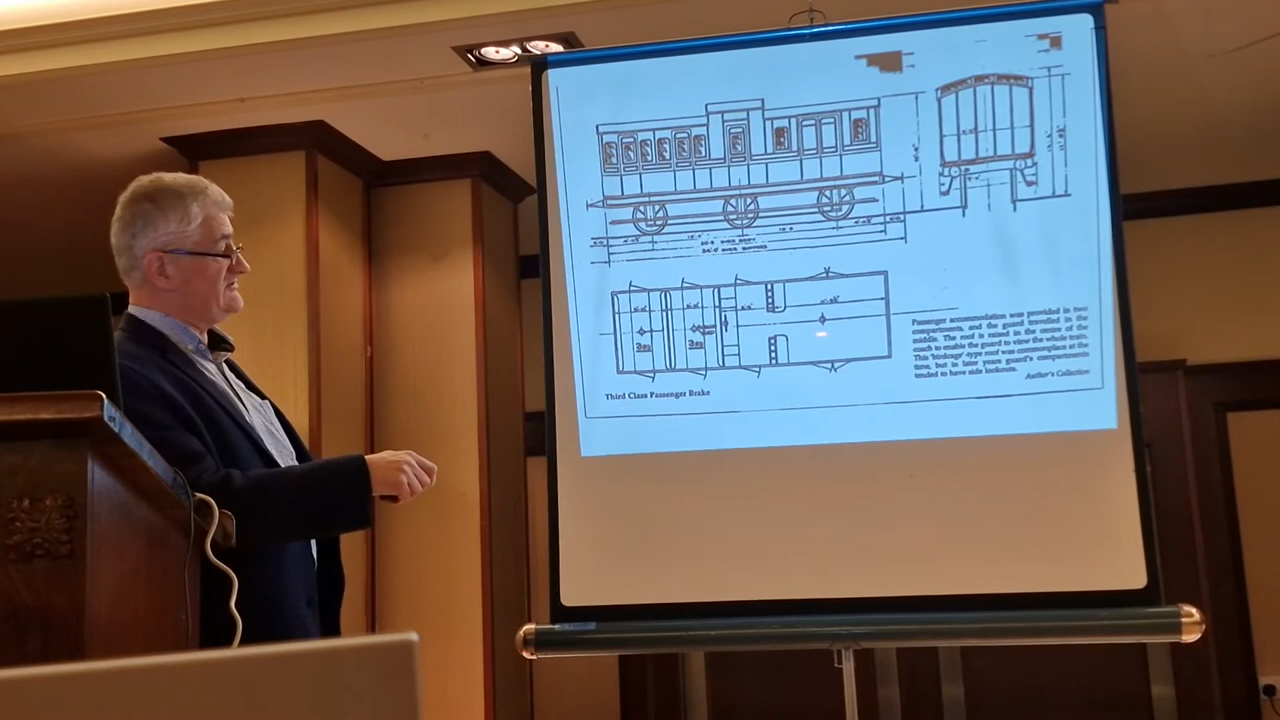 3RD
3RD
Third Class Passenger Brake
Passenger accommodation was provided in two
compartments, and the guard travelled in the
middle. The roof is raised in the centre of the
coach to enable the guard to view the whole train.
This 'birdcage'-type roof was commonplace at the
time, but in later years guard's compartments
tended to have side lookouts.
Author's Collection